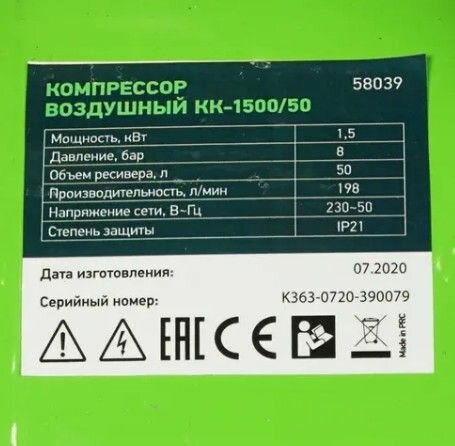 КОМПРЕССОР 58039
ВОЗДУШНЫЙ КК-1500/50
Мощность, кВт 1,5
Давление, бар 8
Объем ресивера, л 50
Производительность, л/мин 198
Напряжение сети, В~Гц 230~50
Степень защиты IP21
Дата изготовления: 07.2020
Серийный номер: K363-0720-390079
EAC CE
Made in PRC